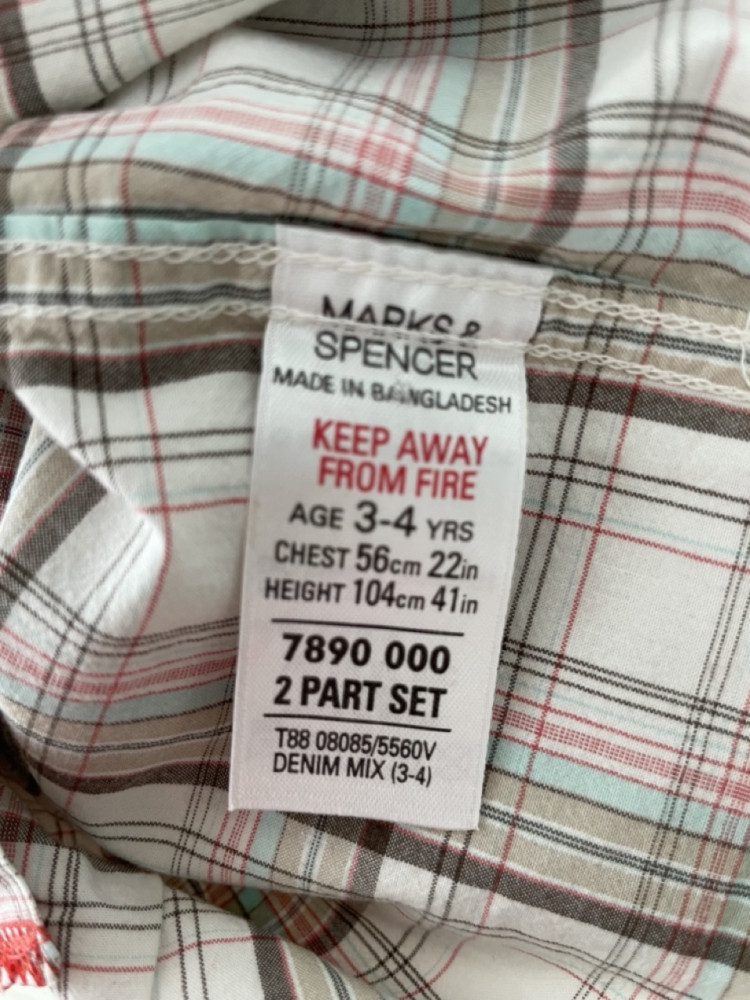 MARKS &
SPENCER
MADE IN BANGLADESH
KEEP AWAY
FROM FIRE
AGE 3-4 YRS
CHEST 56cm 22in
HEIGHT 104cm 41in
7890 000
2 PART SET
T88 08085/5560V
DENIM MIX (3-4)